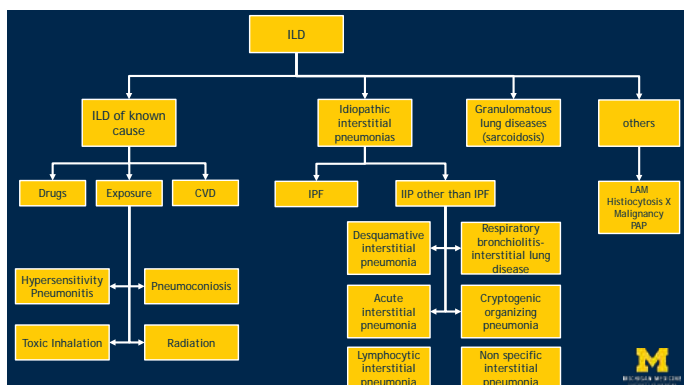 ILD
ILD of known
cause
Idiopathic
interstitial
pneumonias
Granulomatous
lung diseases
(sarcoidosis)
others
Drugs
Exposure
CVD
IPF
IIP other than IPF
LAM
Histiocytosis X
Malignancy
PAP
Desquamative
interstitial
pneumonia
Respiratory
bronchiolitis-
interstitial lung
disease
Hypersensitivity
Pneumonitis
Pneumoconiosis
Acute
interstitial
pneumonia
Cryptogenic
organizing
pneumonia
Toxic Inhalation
Radiation
Lymphocytic
interstitial
pneumonia
Non specific
interstitial
pneumonia
M
MICHIGAN MEDICINE